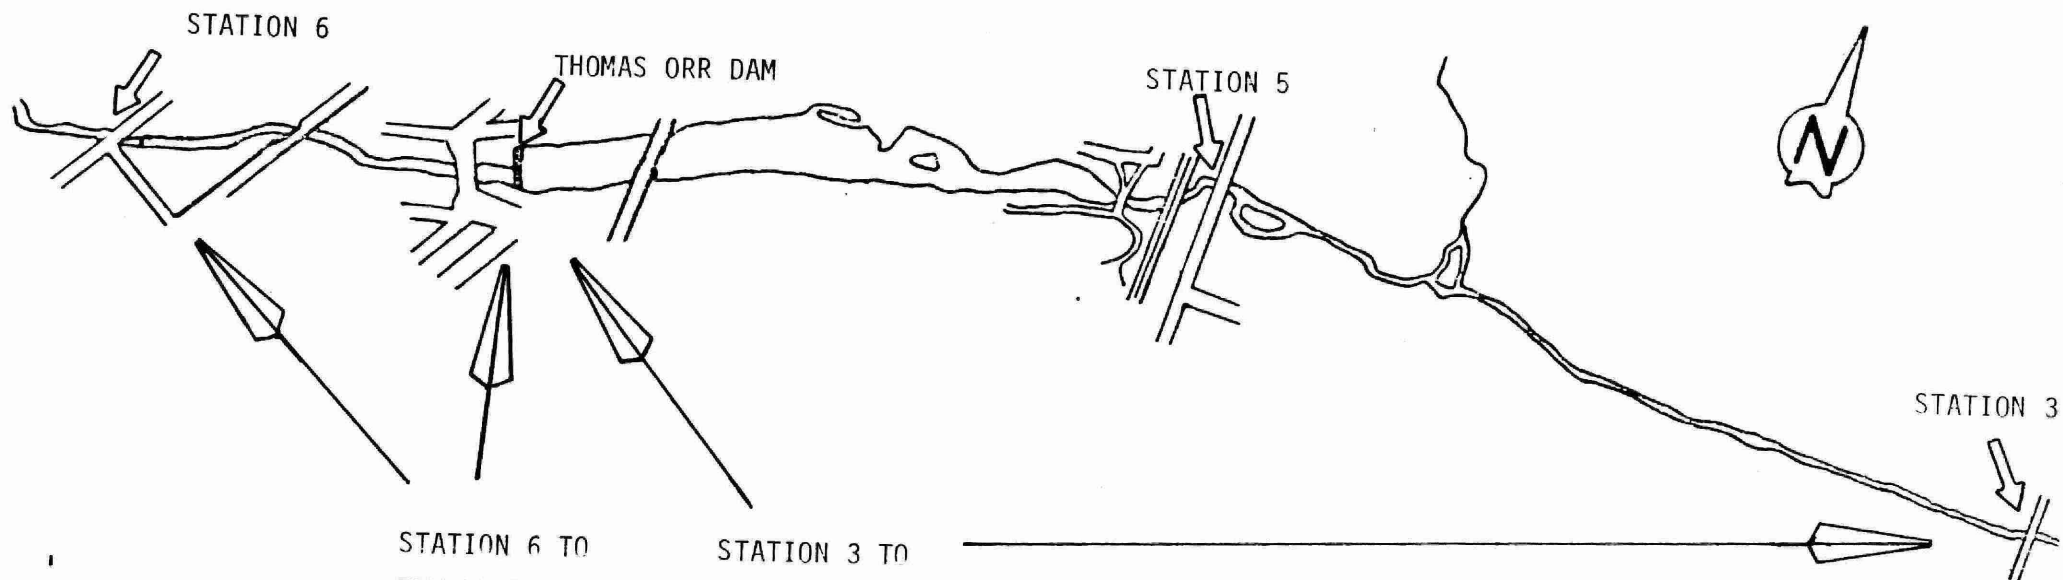 STATION 6
THOMAS ORR DAM
STATION 5
N
STATION 3
STATION 6 TO
STATION 3 TO